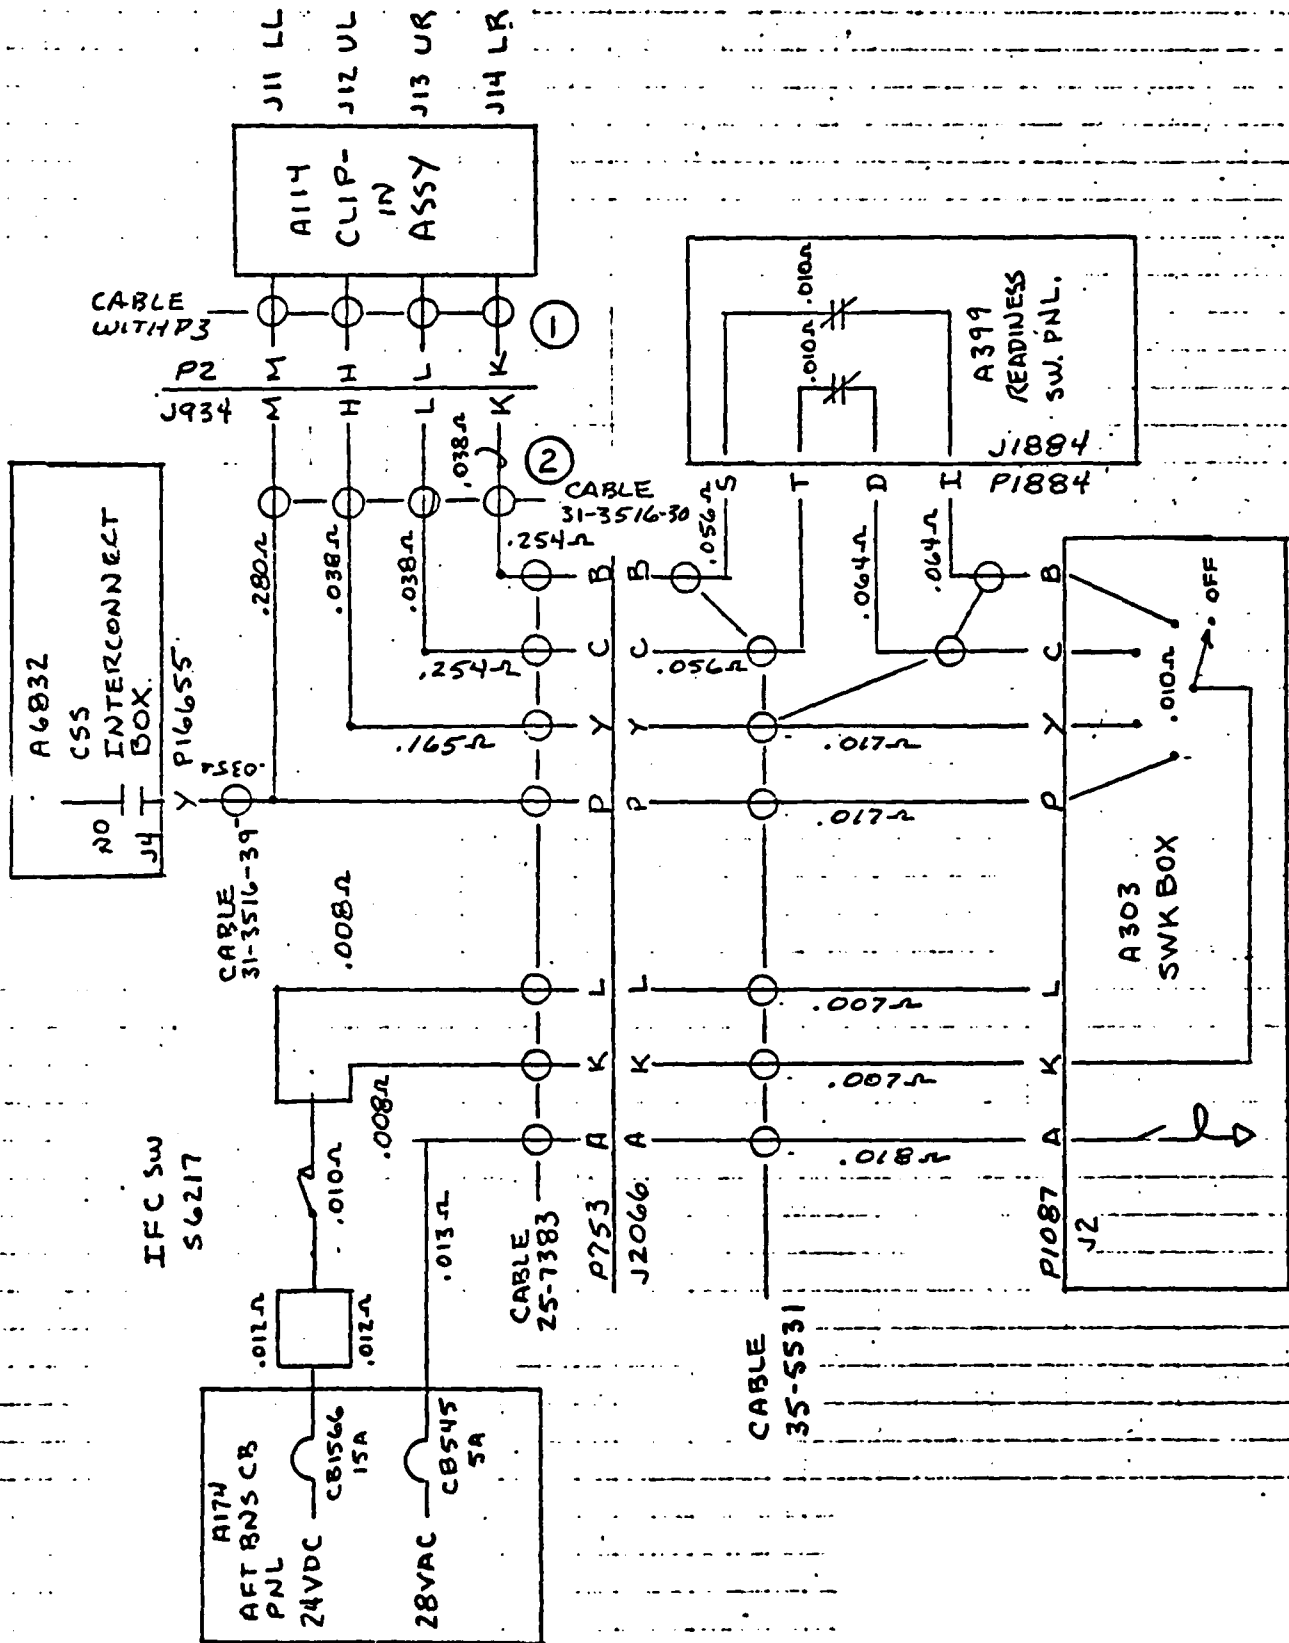 J11 LL
J12 UL
J13 UR
J14 LR
A1114
CLIP-
IN
ASSY
CABLE
WITH P3
1
P2 M H L K
J934 M H L K
.038Ω
2
CABLE
31-3516-30
A6832
CSS
INTERCONNECT
BOX
NO
J4
Y P16655
.035Ω
CABLE
31-3516-39
.280Ω
.038Ω
.038Ω
.254Ω
.254Ω
.165Ω
.010Ω
.010Ω
A399
READINESS
SW. PNL.
J1884
P1884
S T D I
.056Ω
.056Ω
.064Ω
.064Ω
IFC SW
S6217
.008Ω
.008Ω
.010Ω
.012Ω
.012Ω
.013Ω
CABLE
25-7383
P753 A K L P Y C B
J2066 A K L P Y C B
.017Ω
.017Ω
.007Ω
.007Ω
.018Ω
CABLE
35-5531
P1087 A K L P Y C B
J2
A303
SWK BOX
.010Ω
OFF
A174
AFT BNS CB
PNL
24VDC
CB1566
15A
28VAC
CB545
5A